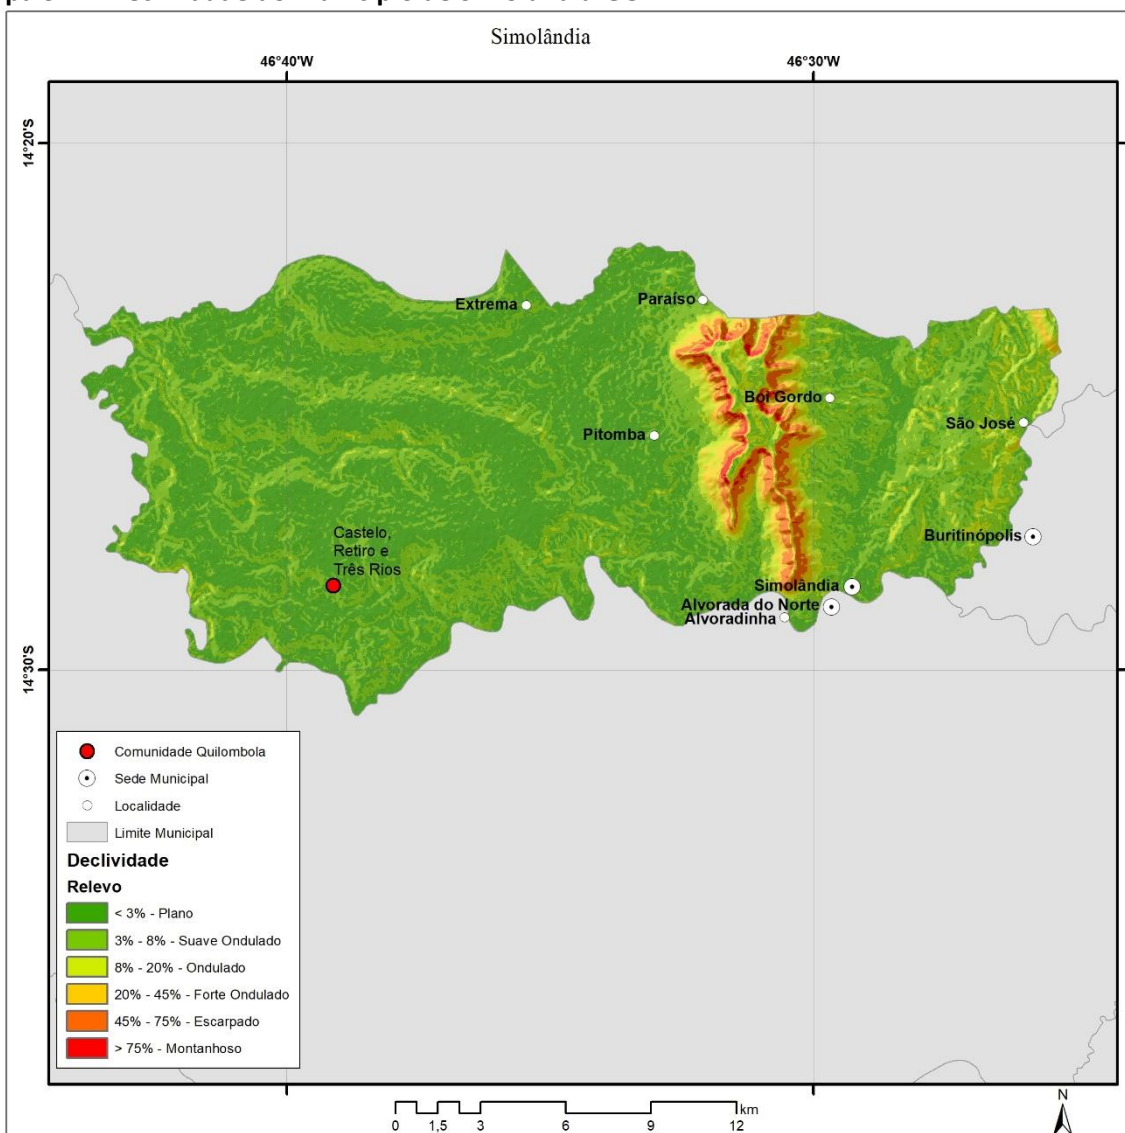 Simolândia
46°40'W
46°30'W
14°20'S
Extrema
Paraíso
Boi Gordo
São José
Pitomba
Castelo,
Retiro e
Três Rios
Buritinópolis
Simolândia
Alvorada do Norte
Alvoradinha
14°30'S
Comunidade Quilombola
Sede Municipal
Localidade
Limite Municipal
Declividade
Relevo
< 3% - Plano
3% - 8% - Suave Ondulado
8% - 20% - Ondulado
20% - 45% - Forte Ondulado
45% - 75% - Escarpado
> 75% - Montanhoso
km
0 1,5 3 6 9 12
N